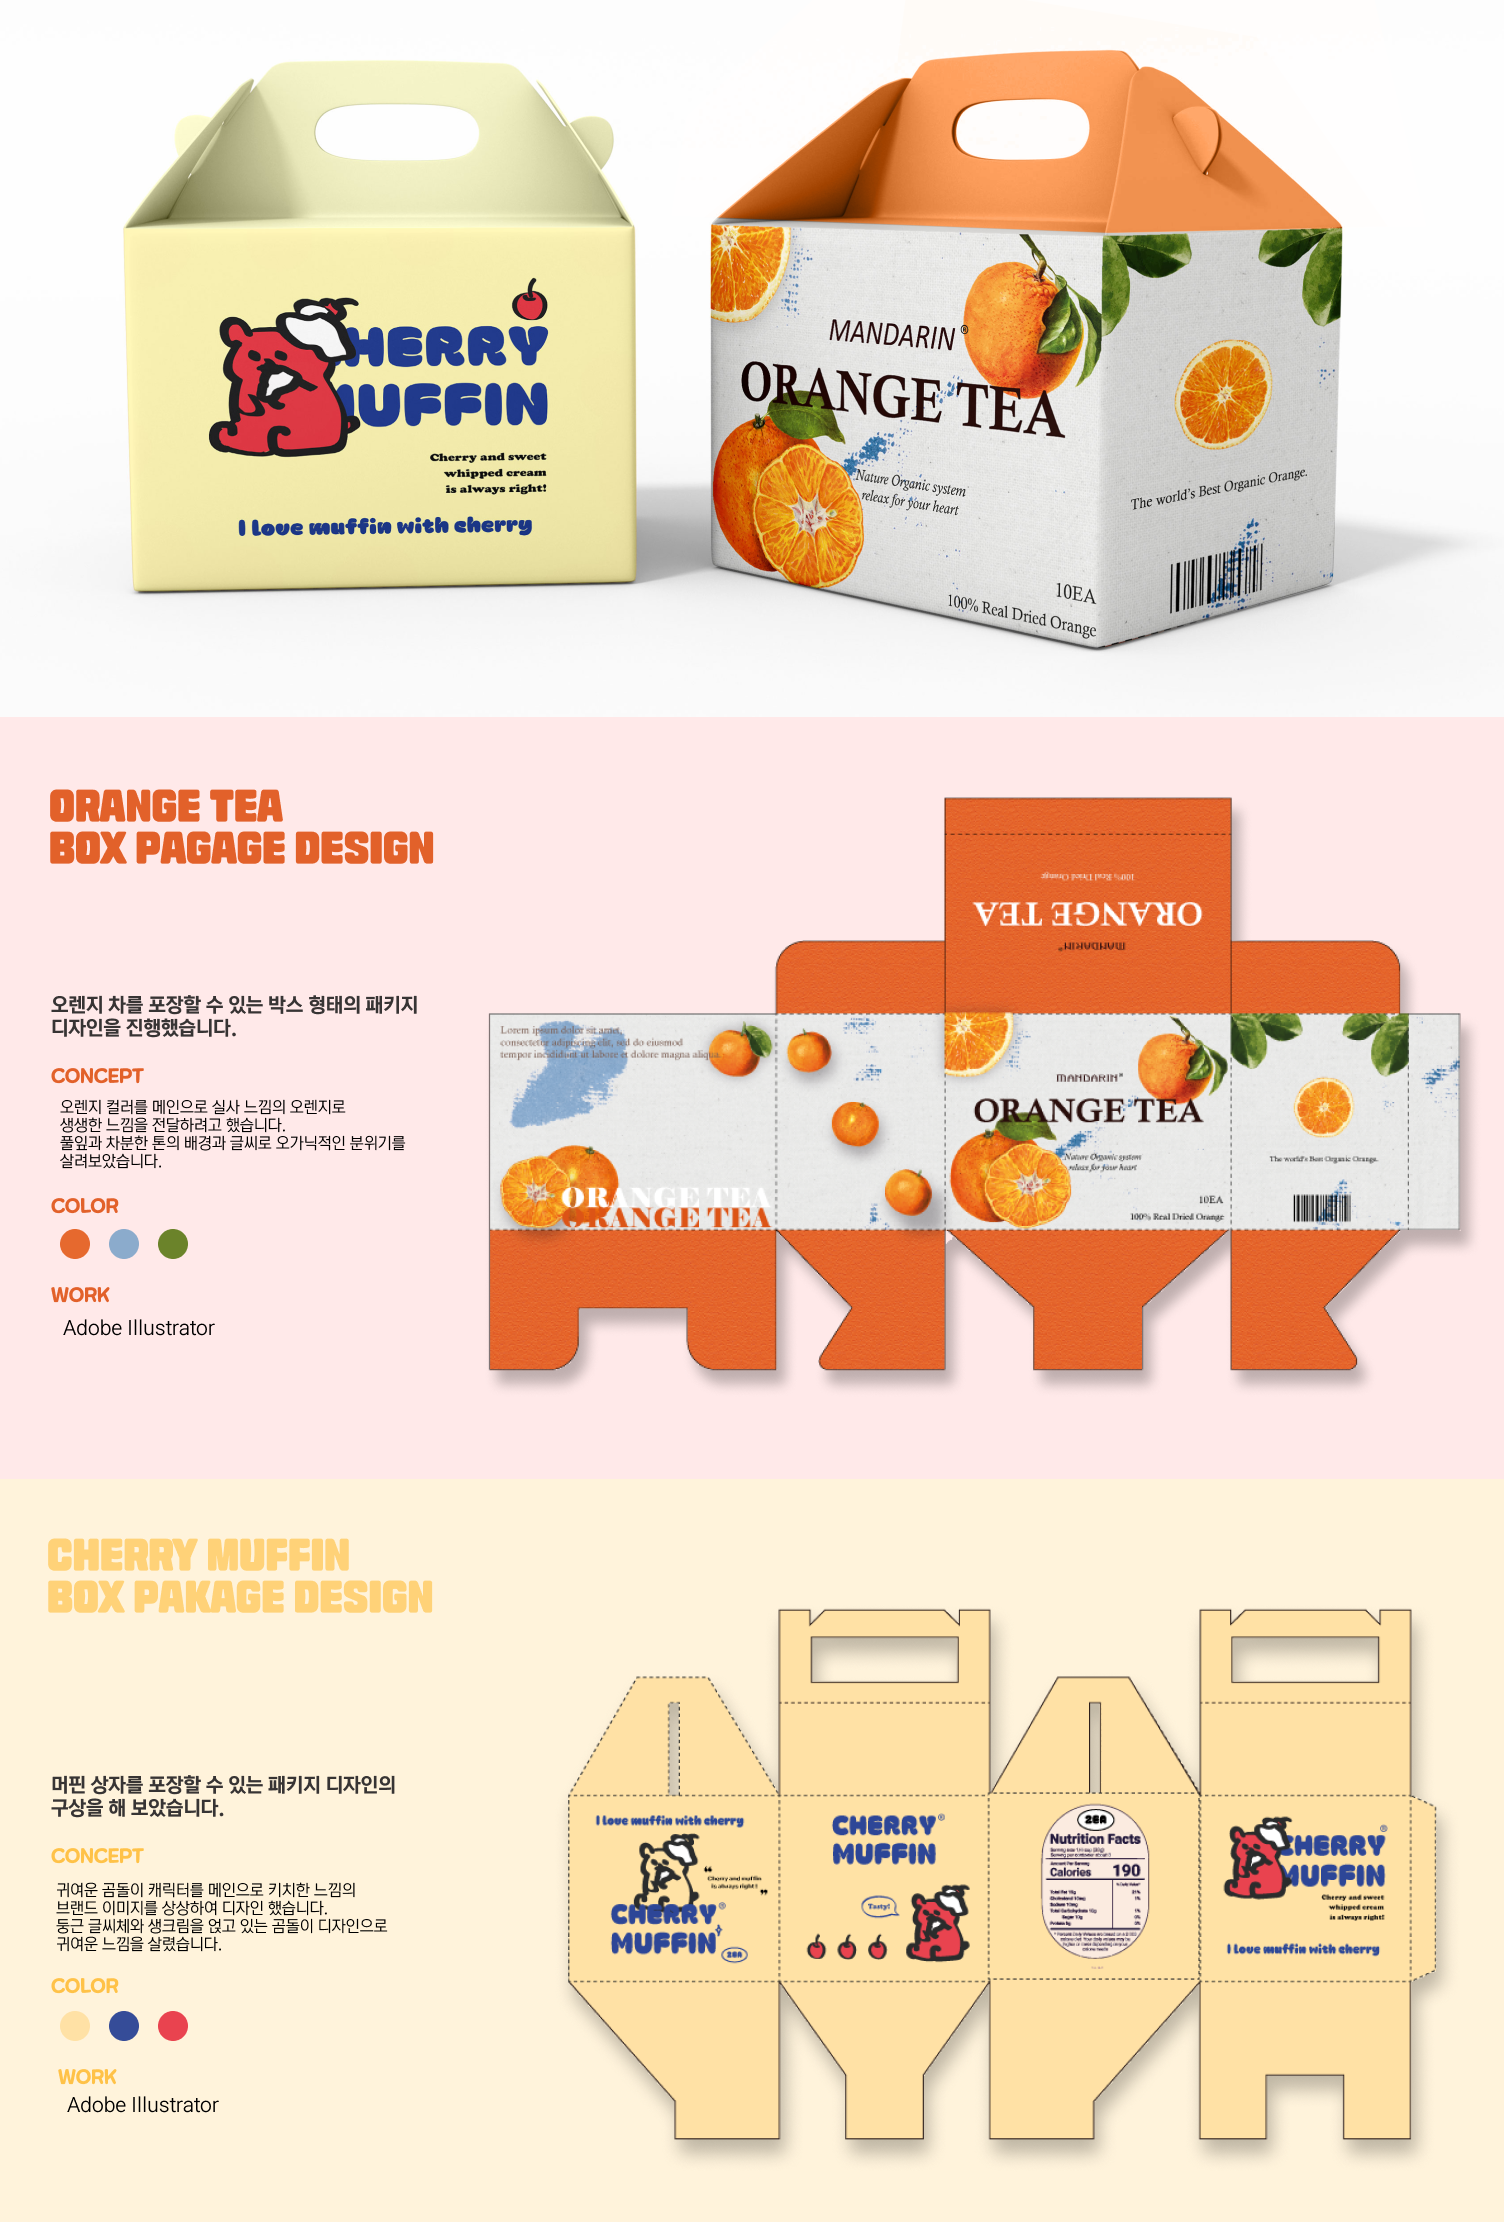 CHERRY
MUFFIN
Cherry and sweet
whipped cream
is always right!
I love muffin with cherry
MANDARIN®
ORANGE TEA
Nature Organic system
releax for your heart
10EA
100% Real Dried Orange
The world's Best Organic Orange.
ORANGE TEA
BOX PAGAGE DESIGN
오렌지 차를 포장할 수 있는 박스 형태의 패키지
디자인을 진행했습니다.
CONCEPT
오렌지 컬러를 메인으로 실사 느낌의 오렌지로
생생한 느낌을 전달하려고 했습니다.
풀잎과 차분한 톤의 배경과 글씨로 오가닉적인 분위기를
살려보았습니다.
COLOR
WORK
Adobe Illustrator
100% Real Dried Orange
ORANGE TEA
MANDARIN®
Lorem ipsum dolor sit amet,
consectetur adipiscing elit, sed do eiusmod
tempor incididunt ut labore et dolore magna aliqua
ORANGE TEA
ORANGE TEA
MANDARIN®
ORANGE TEA
Nature Organic system
releax for your heart
10EA
100% Real Dried Orange
The world's Best Organic Orange.
CHERRY MUFFIN
BOX PAKAGE DESIGN
머핀 상자를 포장할 수 있는 패키지 디자인의
구상을 해 보았습니다.
CONCEPT
귀여운 곰돌이 캐릭터를 메인으로 키치한 느낌의
브랜드 이미지를 상상하여 디자인 했습니다.
둥근 글씨체와 생크림을 얹고 있는 곰돌이 디자인으로
귀여운 느낌을 살렸습니다.
COLOR
WORK
Adobe Illustrator
I love muffin with cherry
"
Cherry and muffin
is always right!
"
CHERRY®
MUFFIN
2EA
CHERRY®
MUFFIN
Tasty!
2EA
Nutrition Facts
Calories 190
CHERRY®
MUFFIN
Cherry and sweet
whipped cream
is always right!
I love muffin with cherry